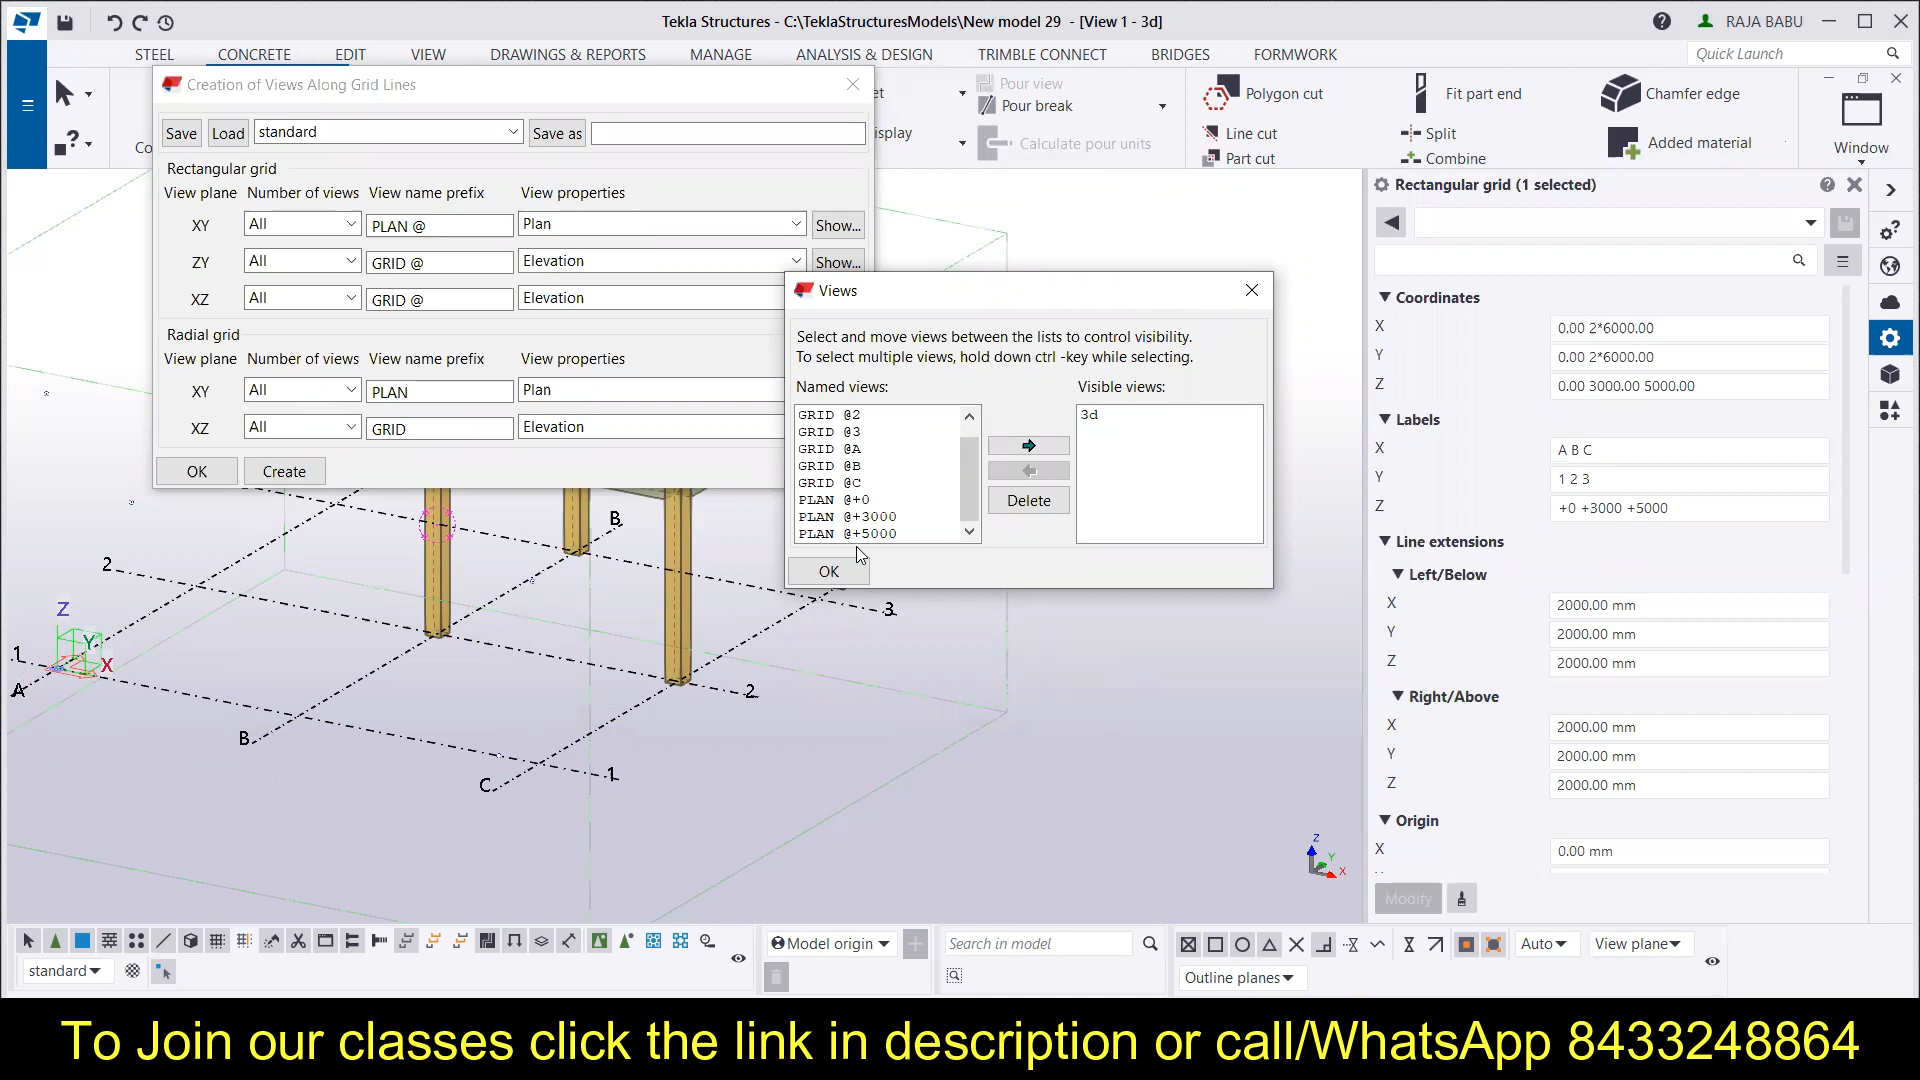 Tekla Structures - C:\TeklaStructuresModels\New model 29 - [View 1 - 3d]
RAJA BABU
STEEL CONCRETE EDIT VIEW DRAWINGS & REPORTS MANAGE ANALYSIS & DESIGN TRIMBLE CONNECT BRIDGES FORMWORK
Quick Launch
Creation of Views Along Grid Lines
Pour view
Pour break
Calculate pour units
Polygon cut
Line cut
Part cut
Fit part end
Split
Combine
Chamfer edge
Added material
Window
Save Load standard Save as
Rectangular grid
View plane Number of views View name prefix View properties
XY All PLAN @ Plan Show...
ZY All GRID @ Elevation Show...
XZ All GRID @ Elevation
Radial grid
View plane Number of views View name prefix View properties
XY All PLAN Plan
XZ All GRID Elevation
OK Create
Views
Select and move views between the lists to control visibility.
To select multiple views, hold down ctrl -key while selecting.
Named views: Visible views:
GRID @2
GRID @3
GRID @A
GRID @B
GRID @C
PLAN @+0
PLAN @+3000
PLAN @+5000
3d
Delete
OK
B
2
3
1
A
2
B
C
1
Z
Y
X
Z
Y
X
Rectangular grid (1 selected)
Coordinates
X 0.00 2*6000.00
Y 0.00 2*6000.00
Z 0.00 3000.00 5000.00
Labels
X A B C
Y 1 2 3
Z +0 +3000 +5000
Line extensions
Left/Below
X 2000.00 mm
Y 2000.00 mm
Z 2000.00 mm
Right/Above
X 2000.00 mm
Y 2000.00 mm
Z 2000.00 mm
Origin
X 0.00 mm
Modify
Model origin
Search in model
Auto
View plane
standard
Outline planes
To Join our classes click the link in description or call/WhatsApp 8433248864